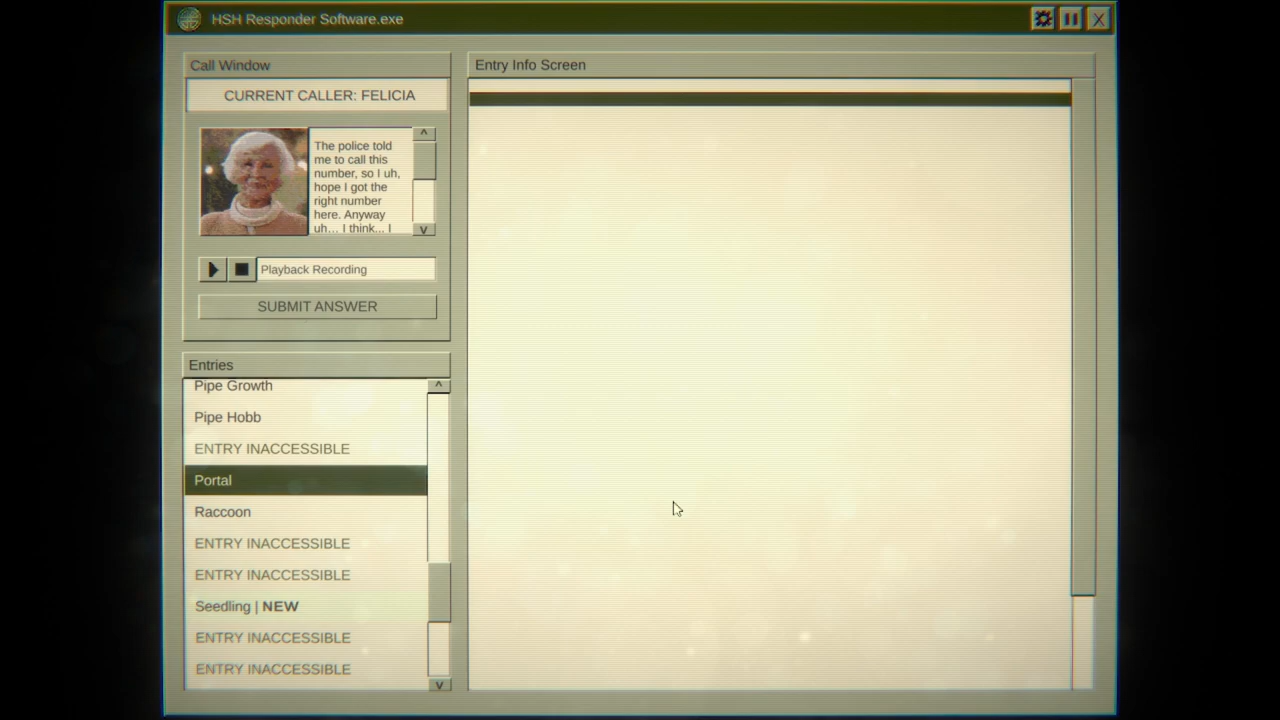 HSH Responder Software.exe
Call Window
CURRENT CALLER: FELICIA
The police told
me to call this
number, so I uh,
hope I got the
right number
here. Anyway
uh... I think... I
Playback Recording
SUBMIT ANSWER
Entries
Pipe Growth
Pipe Hobb
ENTRY INACCESSIBLE
Portal
Raccoon
ENTRY INACCESSIBLE
ENTRY INACCESSIBLE
Seedling | NEW
ENTRY INACCESSIBLE
ENTRY INACCESSIBLE
Entry Info Screen